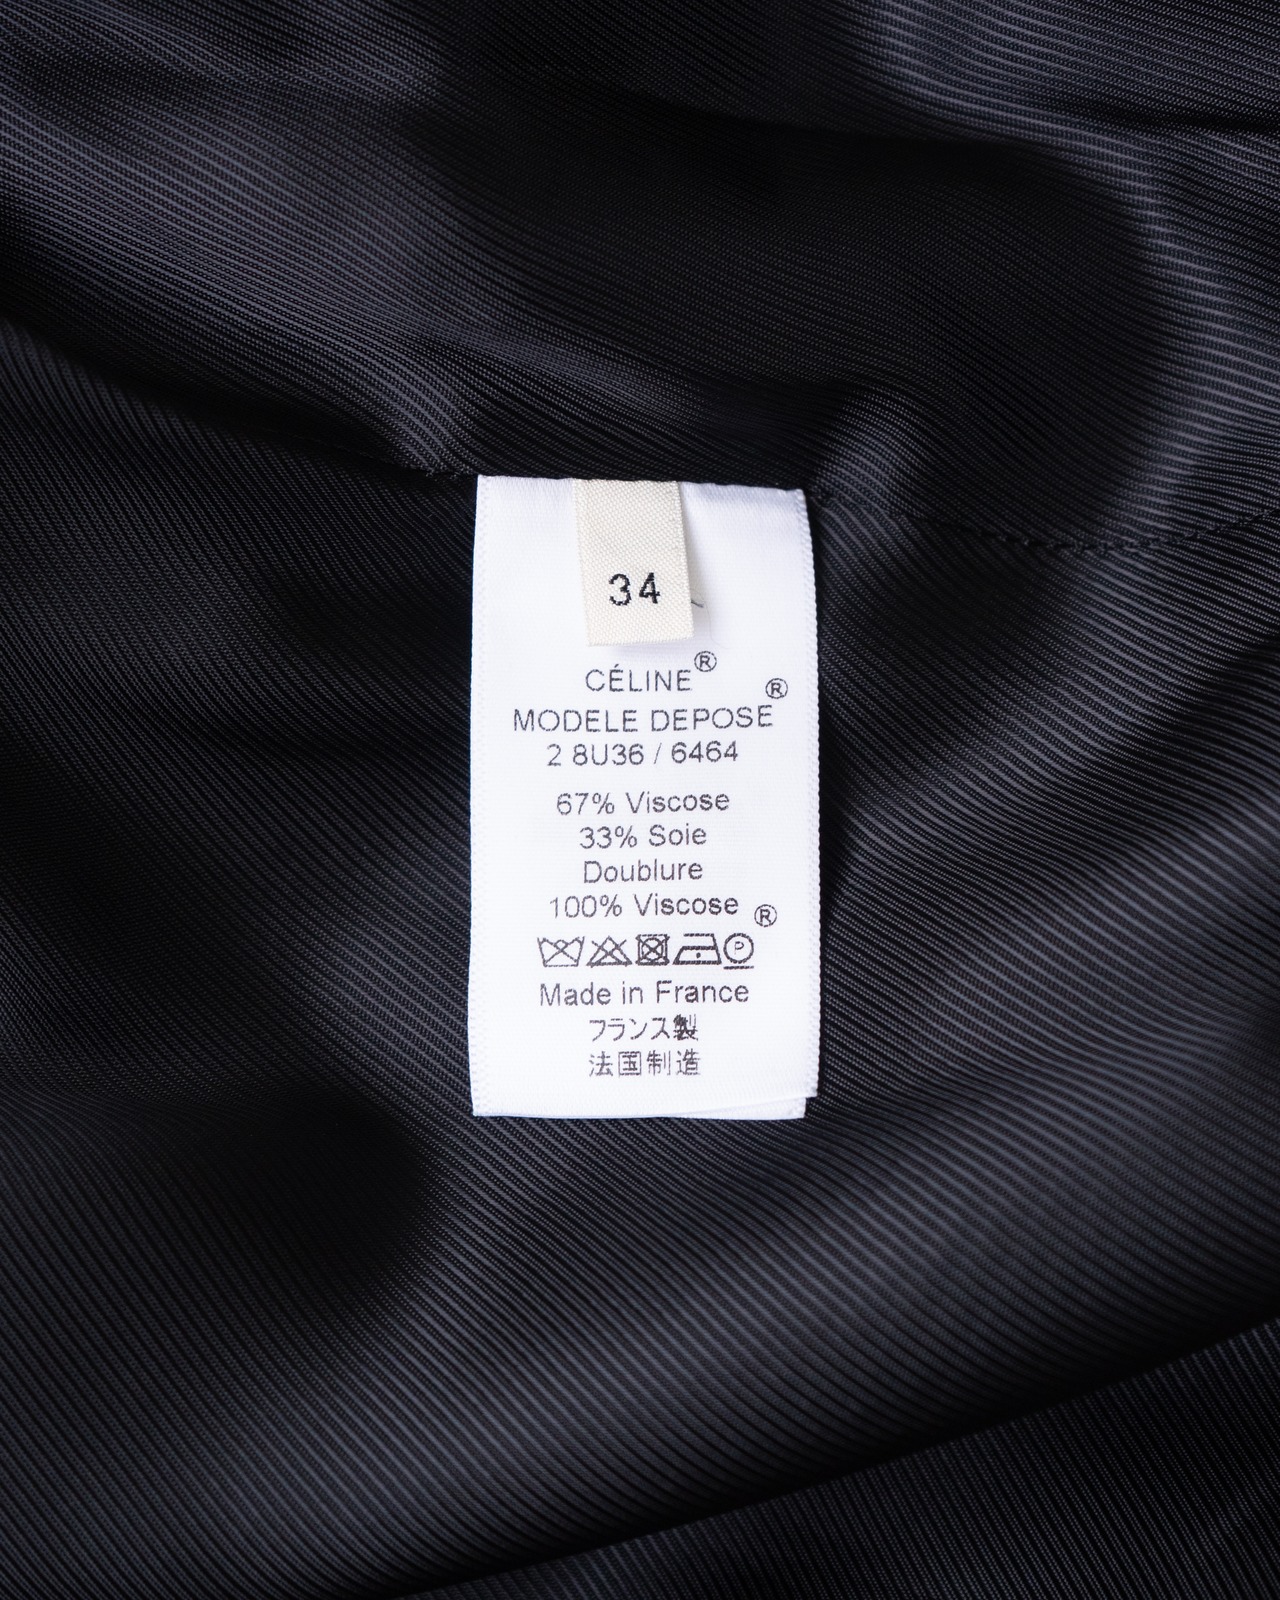 34
CÉLINE®
MODELE DEPOSE®
2 8U36 / 6464
67% Viscose
33% Soie
Doublure
100% Viscose ®
P
Made in France
フランス製
法国制造